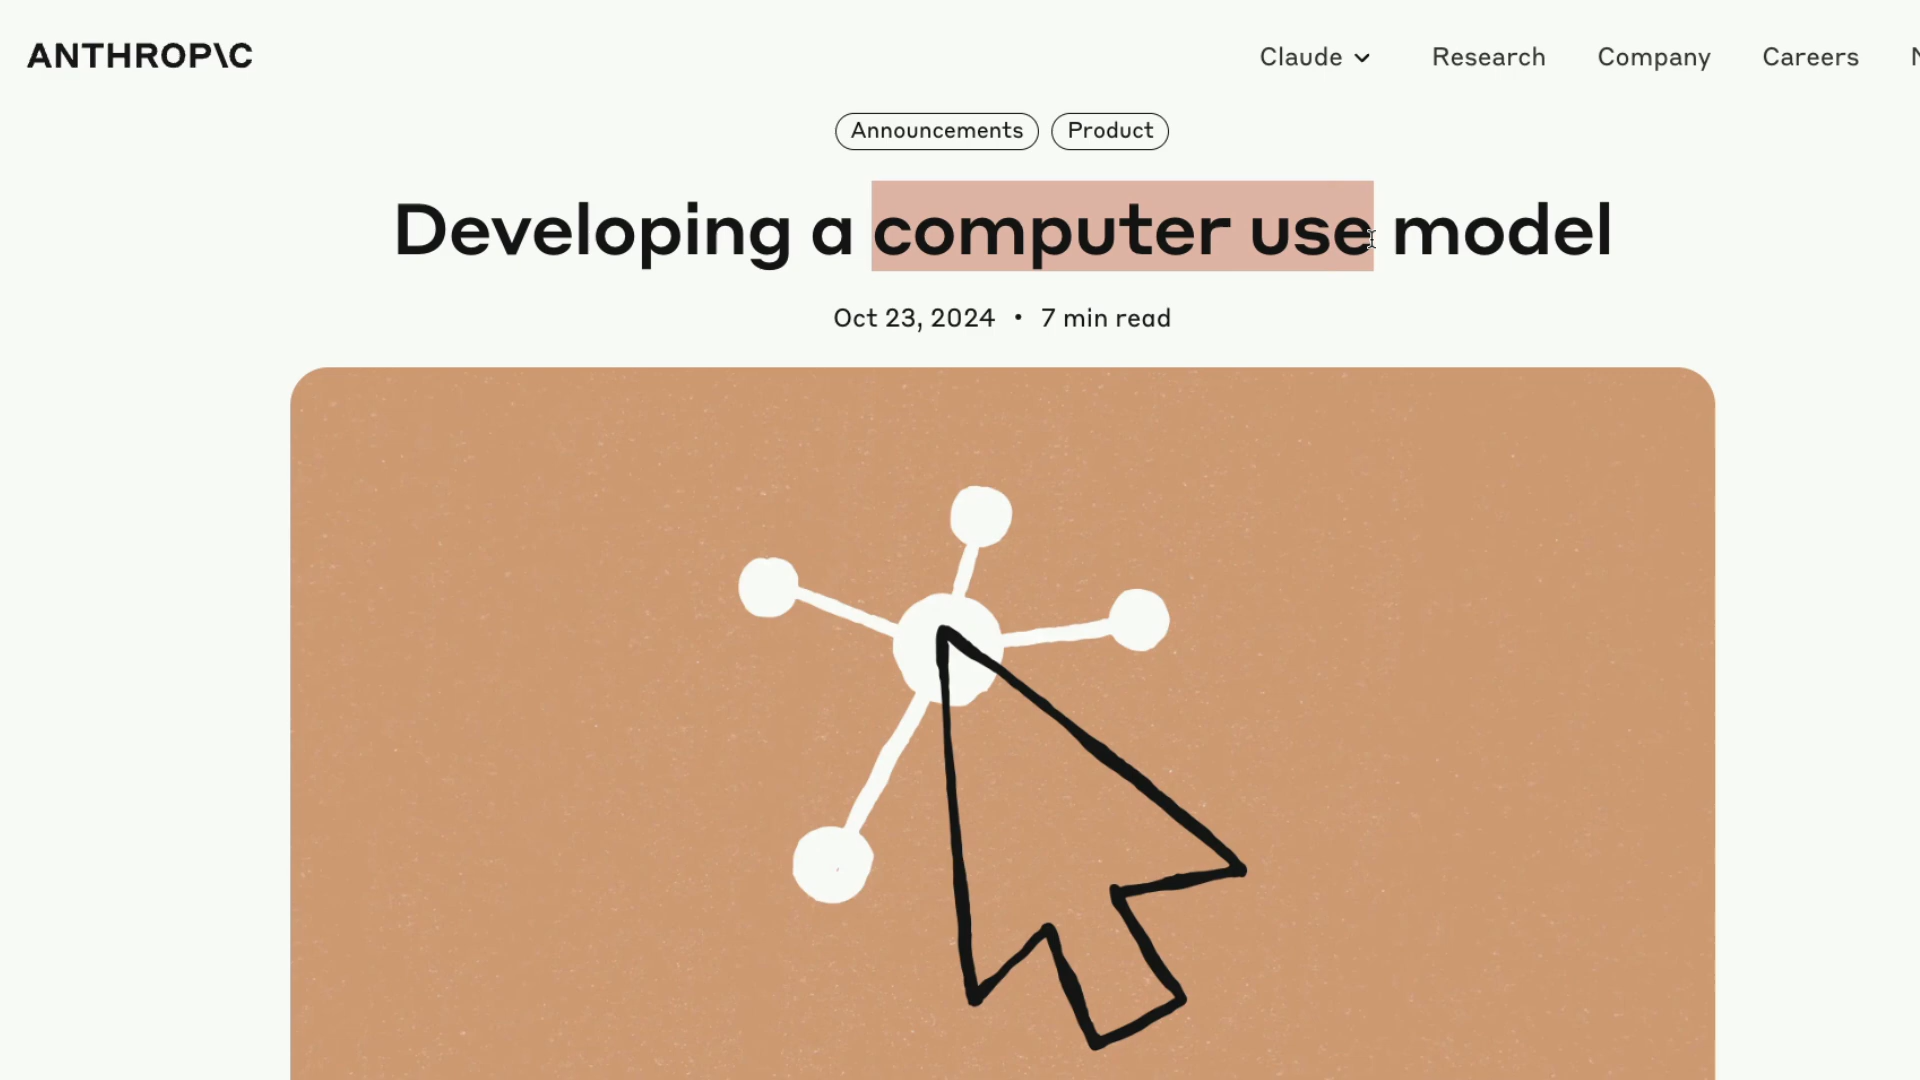 ANTHROP\C
Claude Research Company Careers
Announcements Product
Developing a computer use model
Oct 23, 2024 • 7 min read